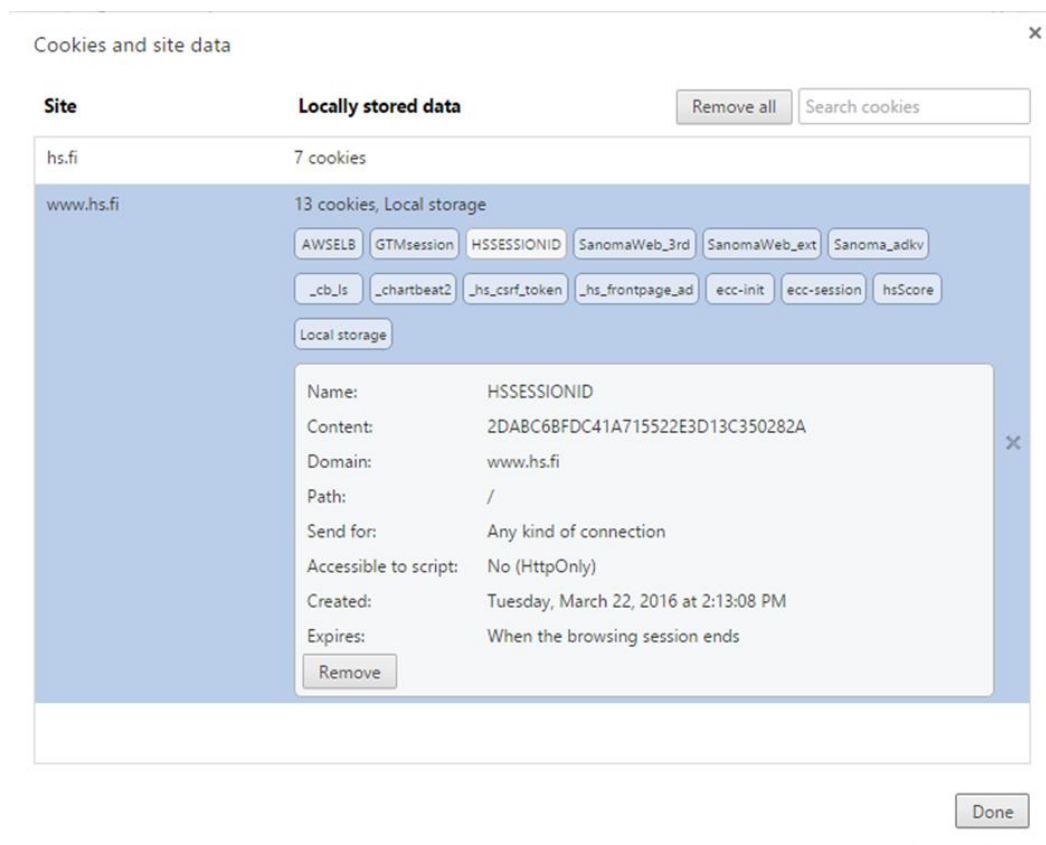 Cookies and site data
Site Locally stored data Remove all Search cookies
hs.fi 7 cookies
www.hs.fi 13 cookies, Local storage
AWSELB GTMsession HSSESSIONID SanomaWeb_3rd SanomaWeb_ext Sanoma_adkv
_cb_ls _chartbeat2 _hs_csrf_token _hs_frontpage_ad ecc-init ecc-session hsScore
Local storage
Name: HSSESSIONID
Content: 2DABC6BFDC41A715522E3D13C350282A
Domain: www.hs.fi
Path: /
Send for: Any kind of connection
Accessible to script: No (HttpOnly)
Created: Tuesday, March 22, 2016 at 2:13:08 PM
Expires: When the browsing session ends
Remove
Done